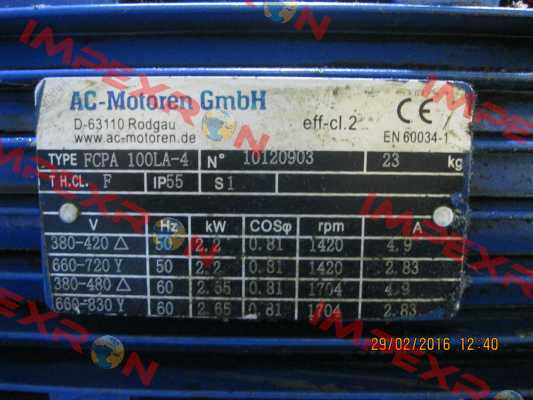 AC-Motoren GmbH
D-63110 Rodgau
www.ac-motoren.de
eff-cl.2
CE
EN 60034-1
TYPE FCPA 100LA-4 N° 10120903 23 kg
TH.CL. F IP55 S1
V Hz kW COSφ rpm A
380-420 △ 50 2.2 0.81 1420 4.9
660-720 Y 50 2.2 0.81 1420 2.83
380-480 △ 60 2.65 0.81 1704 4.9
660-830 Y 60 2.65 0.81 1704 2.83
29/02/2016 12:40
IMPEXRON
IMPEXRON